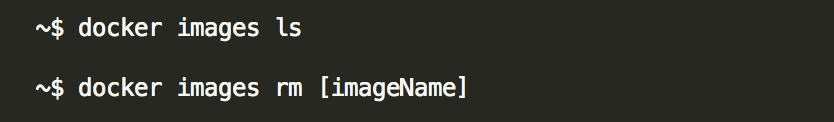 ~$ docker images ls
~$ docker images rm [imageName]